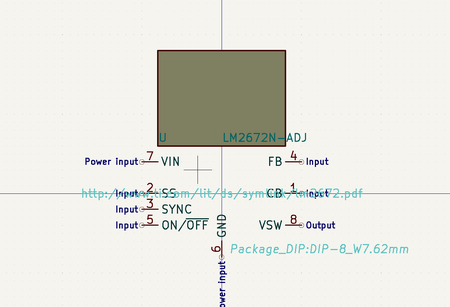 U LM2672N-ADJ
Power input 7 VIN FB 4 Input
Input 2 SS CB 1 Input
http://www.ti.com/lit/ds/symlink/lm2672.pdf
Input 3 SYNC
Input 5 ON/OFF VSW 8 Output
GND
6
Power input
Package_DIP:DIP-8_W7.62mm